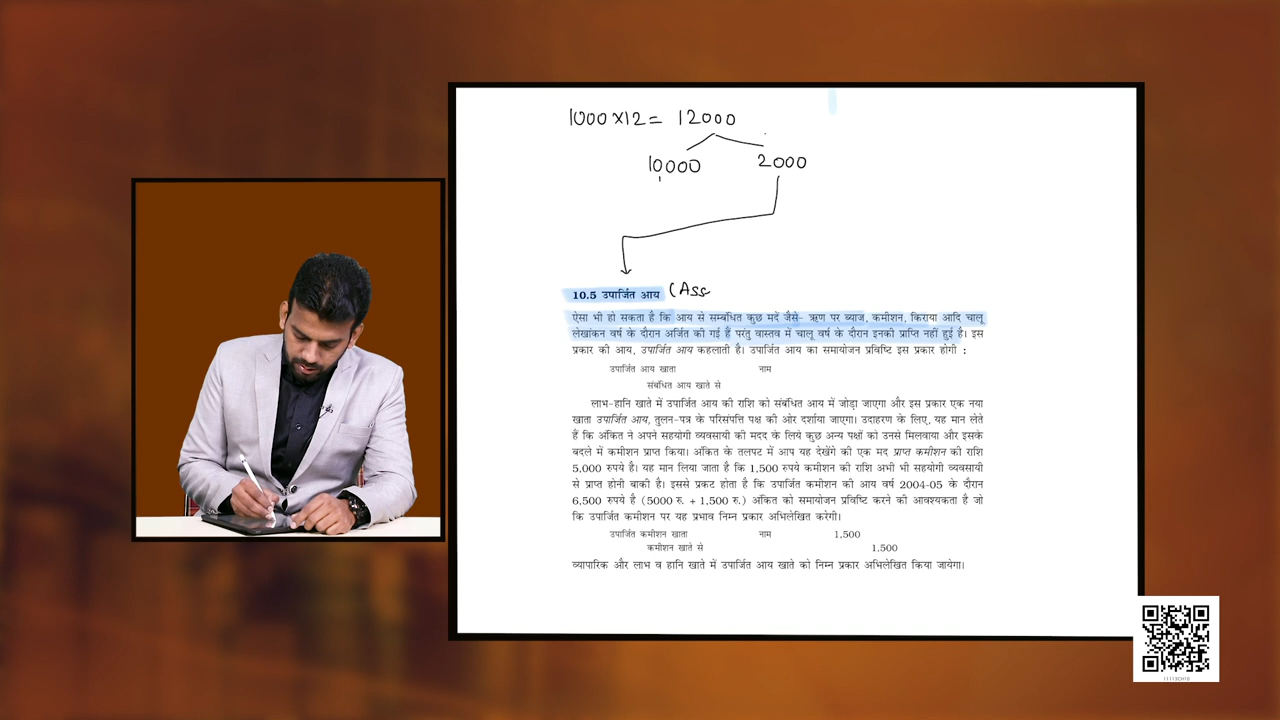 1000 × 12 = 12000
10000 2000
10.5 उपार्जित आय (Ass
ऐसा भी हो सकता है कि आय से सम्बंधित कुछ मदें जैसे- ऋण पर ब्याज, कमीशन, किराया आदि चालू
लेखांकन वर्ष के दौरान अर्जित की गई हैं परंतु वास्तव में चालू वर्ष के दौरान इनकी प्राप्ति नहीं हुई है। इस
प्रकार की आय, उपार्जित आय कहलाती है। उपार्जित आय का समायोजन प्रविष्टि इस प्रकार होगी :
उपार्जित आय खाता नाम
संबंधित आय खाते से
लाभ-हानि खाते में उपार्जित आय की राशि को संबंधित आय में जोड़ा जाएगा और इस प्रकार एक नया
खाता उपार्जित आय, तुलन-पत्र के परिसंपत्ति पक्ष की ओर दर्शाया जाएगा। उदाहरण के लिए, यह मान लेते
हैं कि अंकित ने अपने सहयोगी व्यवसायी की मदद के लिये कुछ अन्य पक्षों को उनसे मिलवाया और इसके
बदले में कमीशन प्राप्त किया। अंकित के तलपट में आप यह देखेंगे की एक मद प्राप्त कमीशन की राशि
5,000 रुपये है। यह मान लिया जाता है कि 1,500 रुपये कमीशन की राशि अभी भी सहयोगी व्यवसायी
से प्राप्त होनी बाकी है। इससे प्रकट होता है कि उपार्जित कमीशन की आय वर्ष 2004-05 के दौरान
6,500 रुपये है (5000 रु. + 1,500 रु.) अंकित को समायोजन प्रविष्टि करने की आवश्यकता है जो
कि उपार्जित कमीशन पर यह प्रभाव निम्न प्रकार अभिलेखित करेगी।
उपार्जित कमीशन खाता नाम 1,500
कमीशन खाते से 1,500
व्यापारिक और लाभ व हानि खाते में उपार्जित आय खाते को निम्न प्रकार अभिलेखित किया जायेगा।